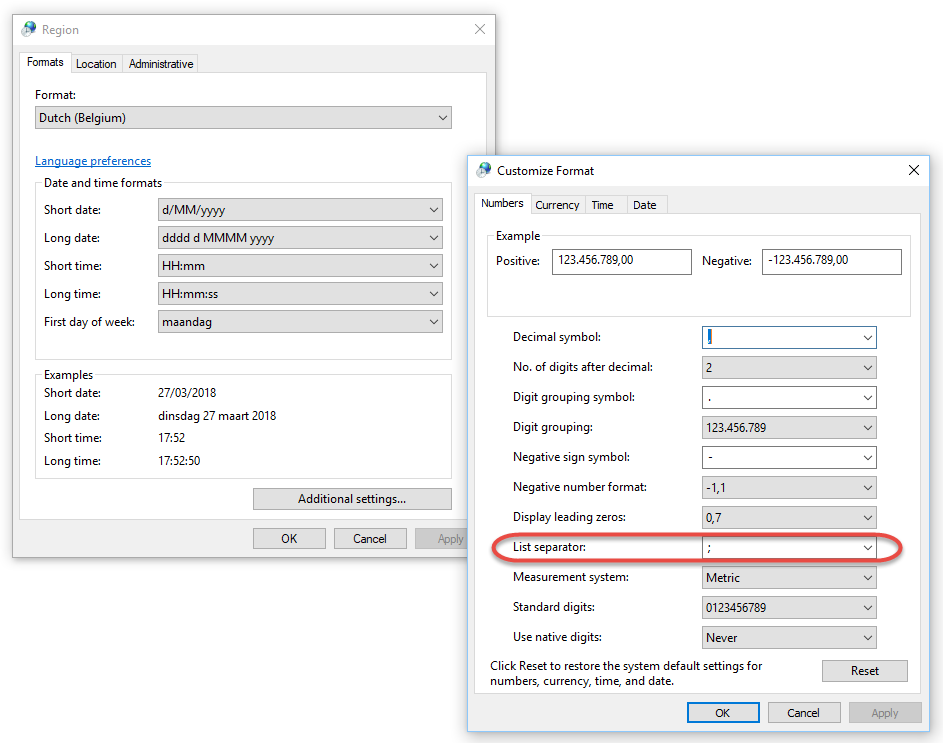 Region
Formats Location Administrative
Format:
Dutch (Belgium)
Language preferences
Date and time formats
Short date: d/MM/yyyy
Long date: dddd d MMMM yyyy
Short time: HH:mm
Long time: HH:mm:ss
First day of week: maandag
Examples
Short date: 27/03/2018
Long date: dinsdag 27 maart 2018
Short time: 17:52
Long time: 17:52:50
Additional settings...
OK Cancel Apply
Customize Format
Numbers Currency Time Date
Example
Positive: 123.456.789,00 Negative: -123.456.789,00
Decimal symbol: ,
No. of digits after decimal: 2
Digit grouping symbol: .
Digit grouping: 123.456.789
Negative sign symbol: -
Negative number format: -1,1
Display leading zeros: 0,7
List separator: ;
Measurement system: Metric
Standard digits: 0123456789
Use native digits: Never
Click Reset to restore the system default settings for
numbers, currency, time, and date.
Reset
OK Cancel Apply